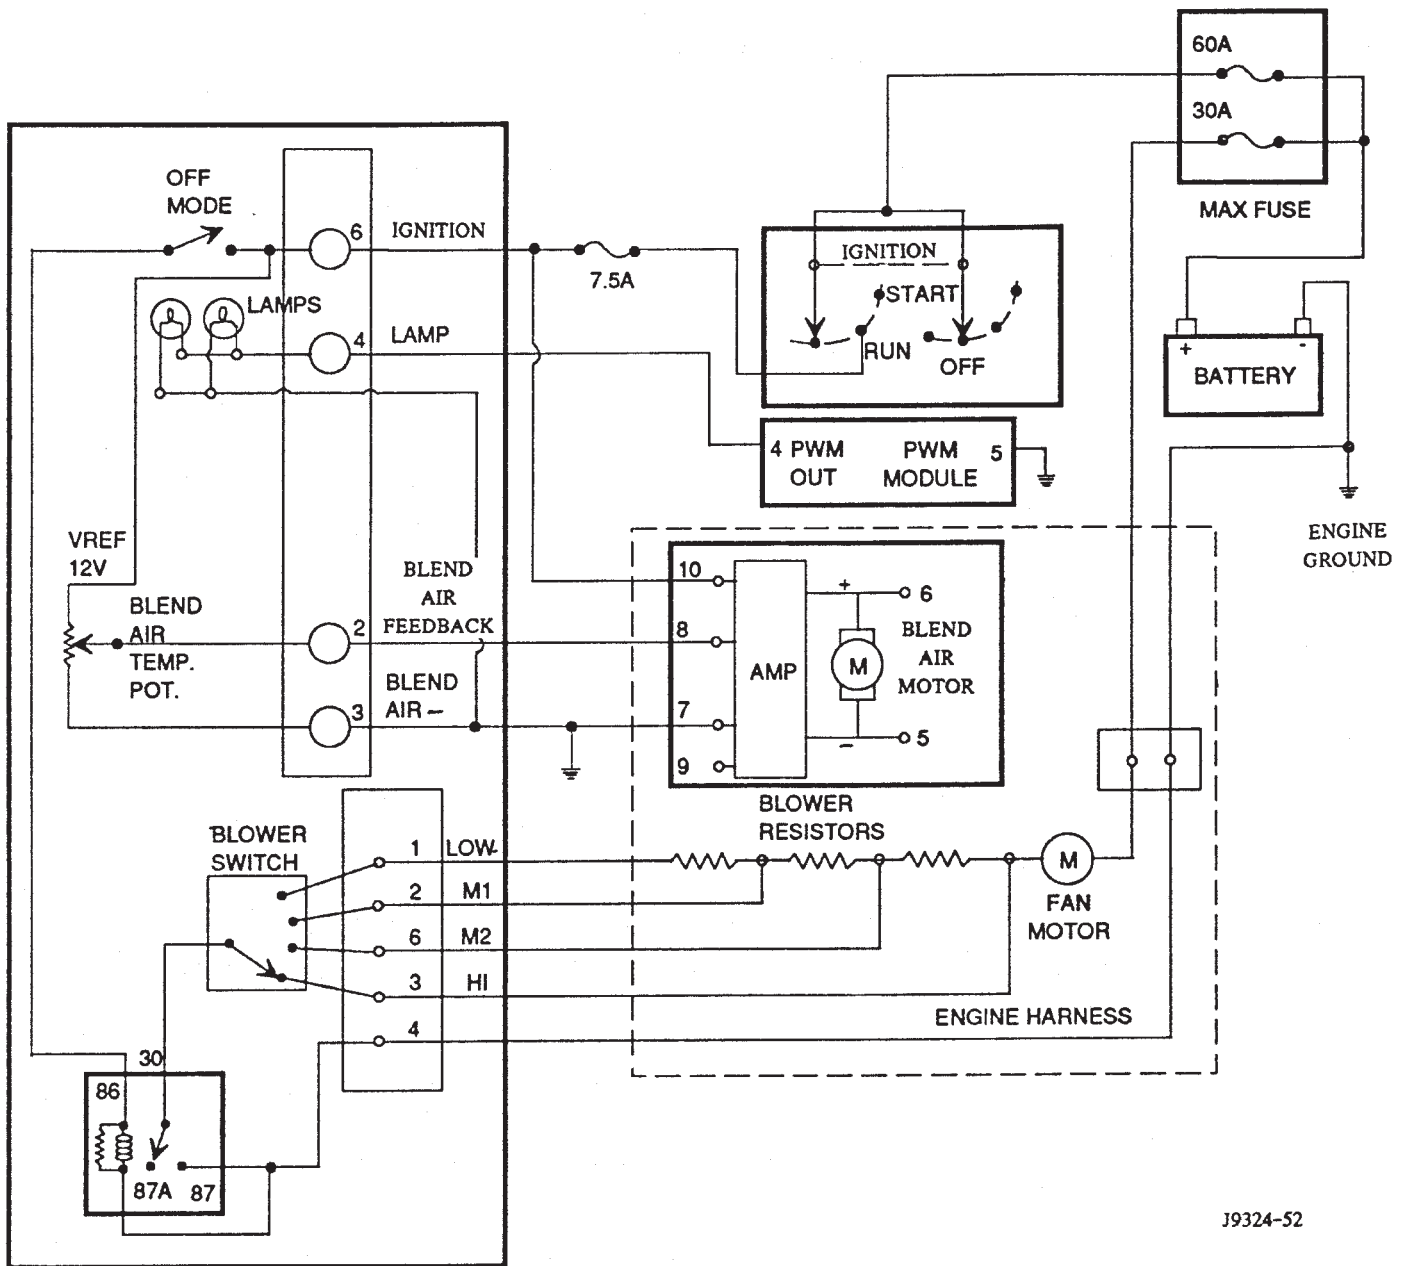 60A
30A
MAX FUSE
OFF
MODE
6
IGNITION
7.5A
IGNITION
START
RUN
OFF
LAMPS
4
LAMP
+
-
BATTERY
4 PWM
OUT
PWM
MODULE
5
ENGINE
GROUND
VREF
12V
BLEND
AIR
TEMP.
POT.
2
BLEND
AIR
FEEDBACK
3
BLEND
AIR –
10
8
7
9
AMP
+
M
–
6
BLEND
AIR
MOTOR
5
BLOWER
RESISTORS
BLOWER
SWITCH
1
LOW
2
M1
6
M2
3
HI
4
M
FAN
MOTOR
ENGINE HARNESS
30
86
87A
87
J9324-52